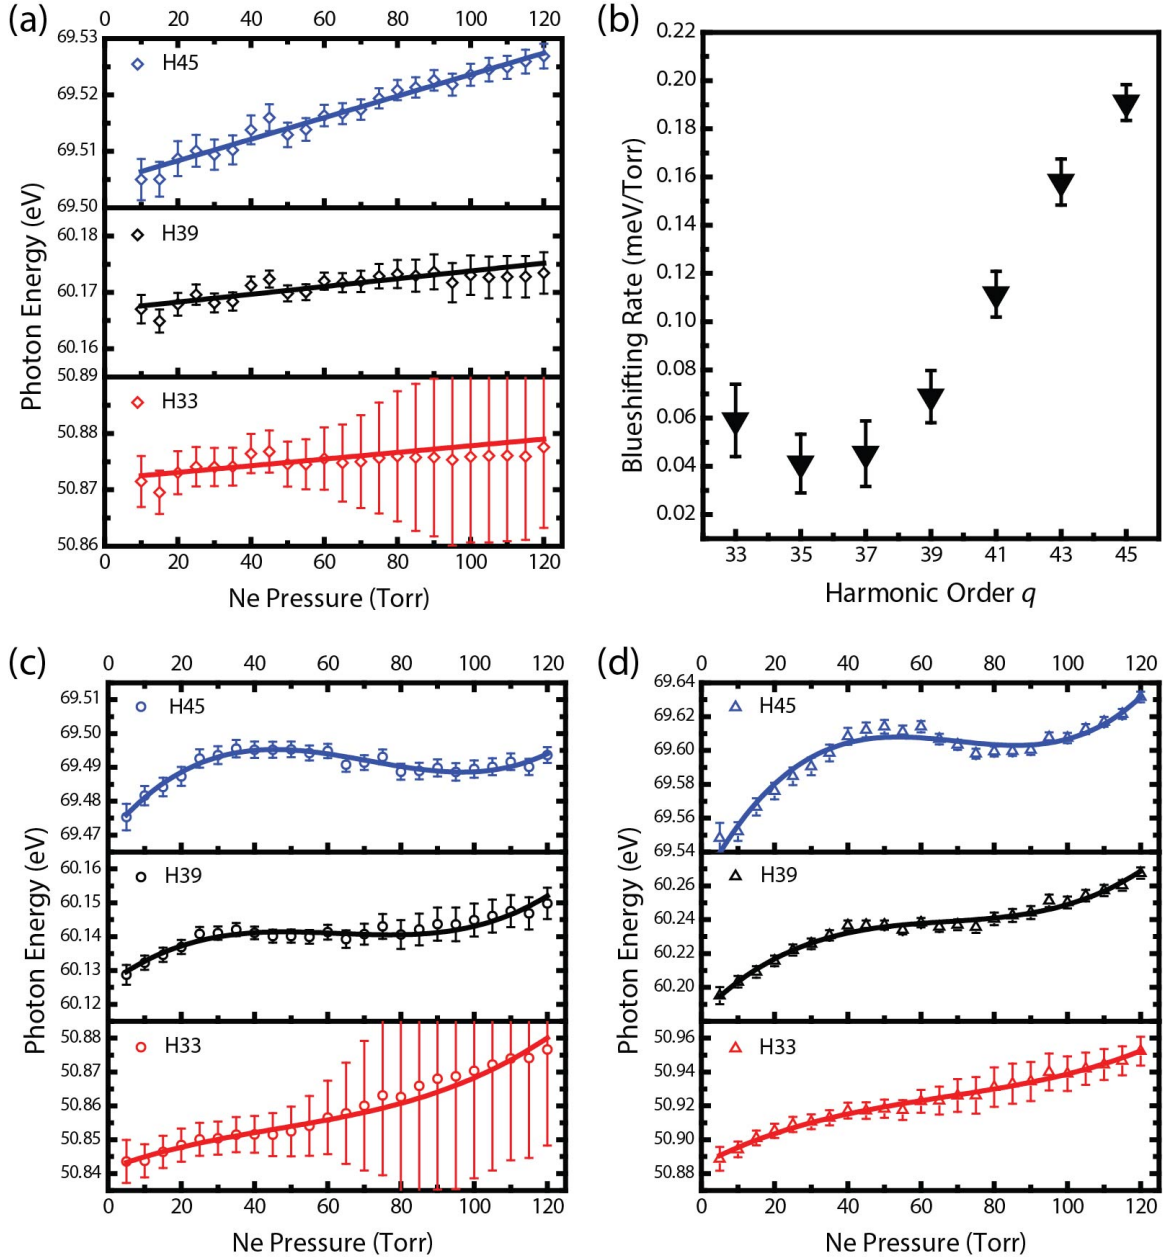 (a)
0 20 40 60 80 100 120
69.53
69.52
69.51
69.50
H45
60.18
60.17
60.16
H39
50.89
50.88
50.87
50.86
H33
0 20 40 60 80 100 120
Photon Energy (eV)
Ne Pressure (Torr)
(b)
0.22
0.20
0.18
0.16
0.14
0.12
0.10
0.08
0.06
0.04
0.02
33 35 37 39 41 43 45
Blueshifting Rate (meV/Torr)
Harmonic Order q
(c)
0 20 40 60 80 100 120
69.51
69.50
69.49
69.48
69.47
H45
60.16
60.15
60.14
60.13
60.12
H39
50.88
50.87
50.86
50.85
50.84
H33
0 20 40 60 80 100 120
Photon Energy (eV)
Ne Pressure (Torr)
(d)
0 20 40 60 80 100 120
69.64
69.62
69.60
69.58
69.56
69.54
H45
60.26
60.24
60.22
60.20
H39
50.96
50.94
50.92
50.90
50.88
H33
0 20 40 60 80 100 120
Photon Energy (eV)
Ne Pressure (Torr)